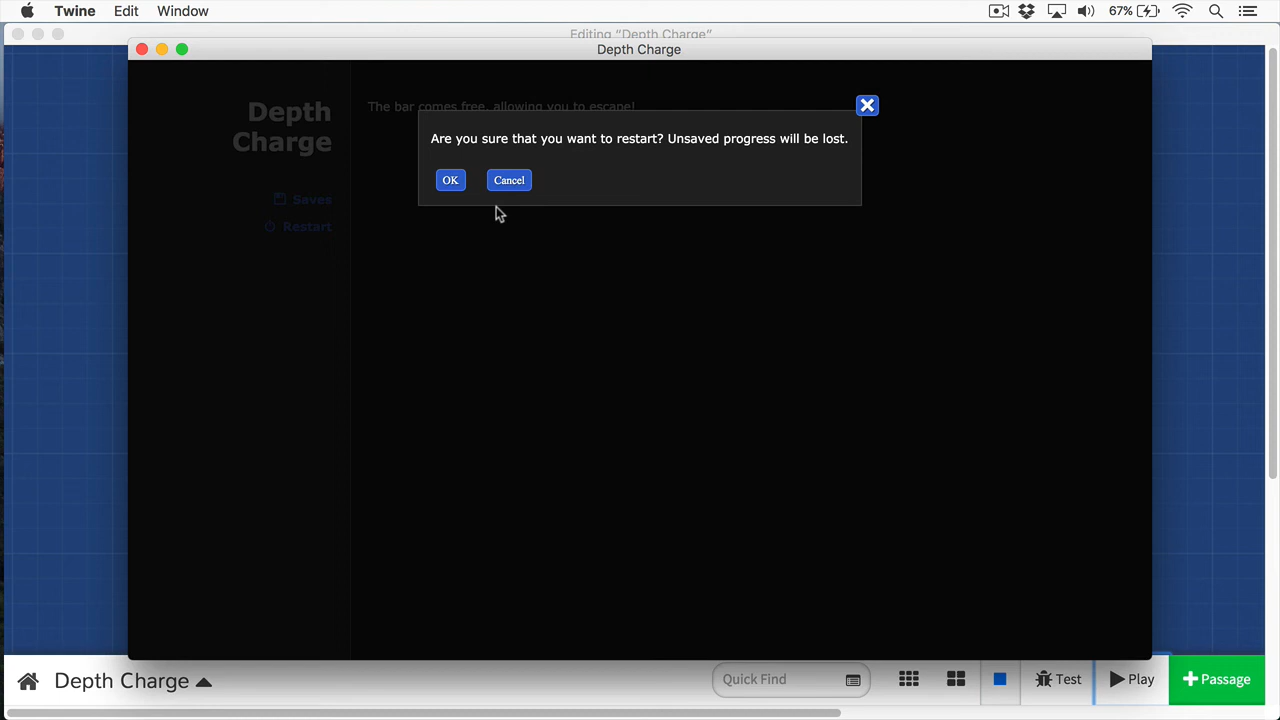 Twine Edit Window 67%
Editing “Depth Charge”
Depth Charge
Depth
Charge
Saves
Restart
The bar comes free, allowing you to escape!
Are you sure that you want to restart? Unsaved progress will be lost.
OK Cancel
Depth Charge Quick Find Test Play Passage